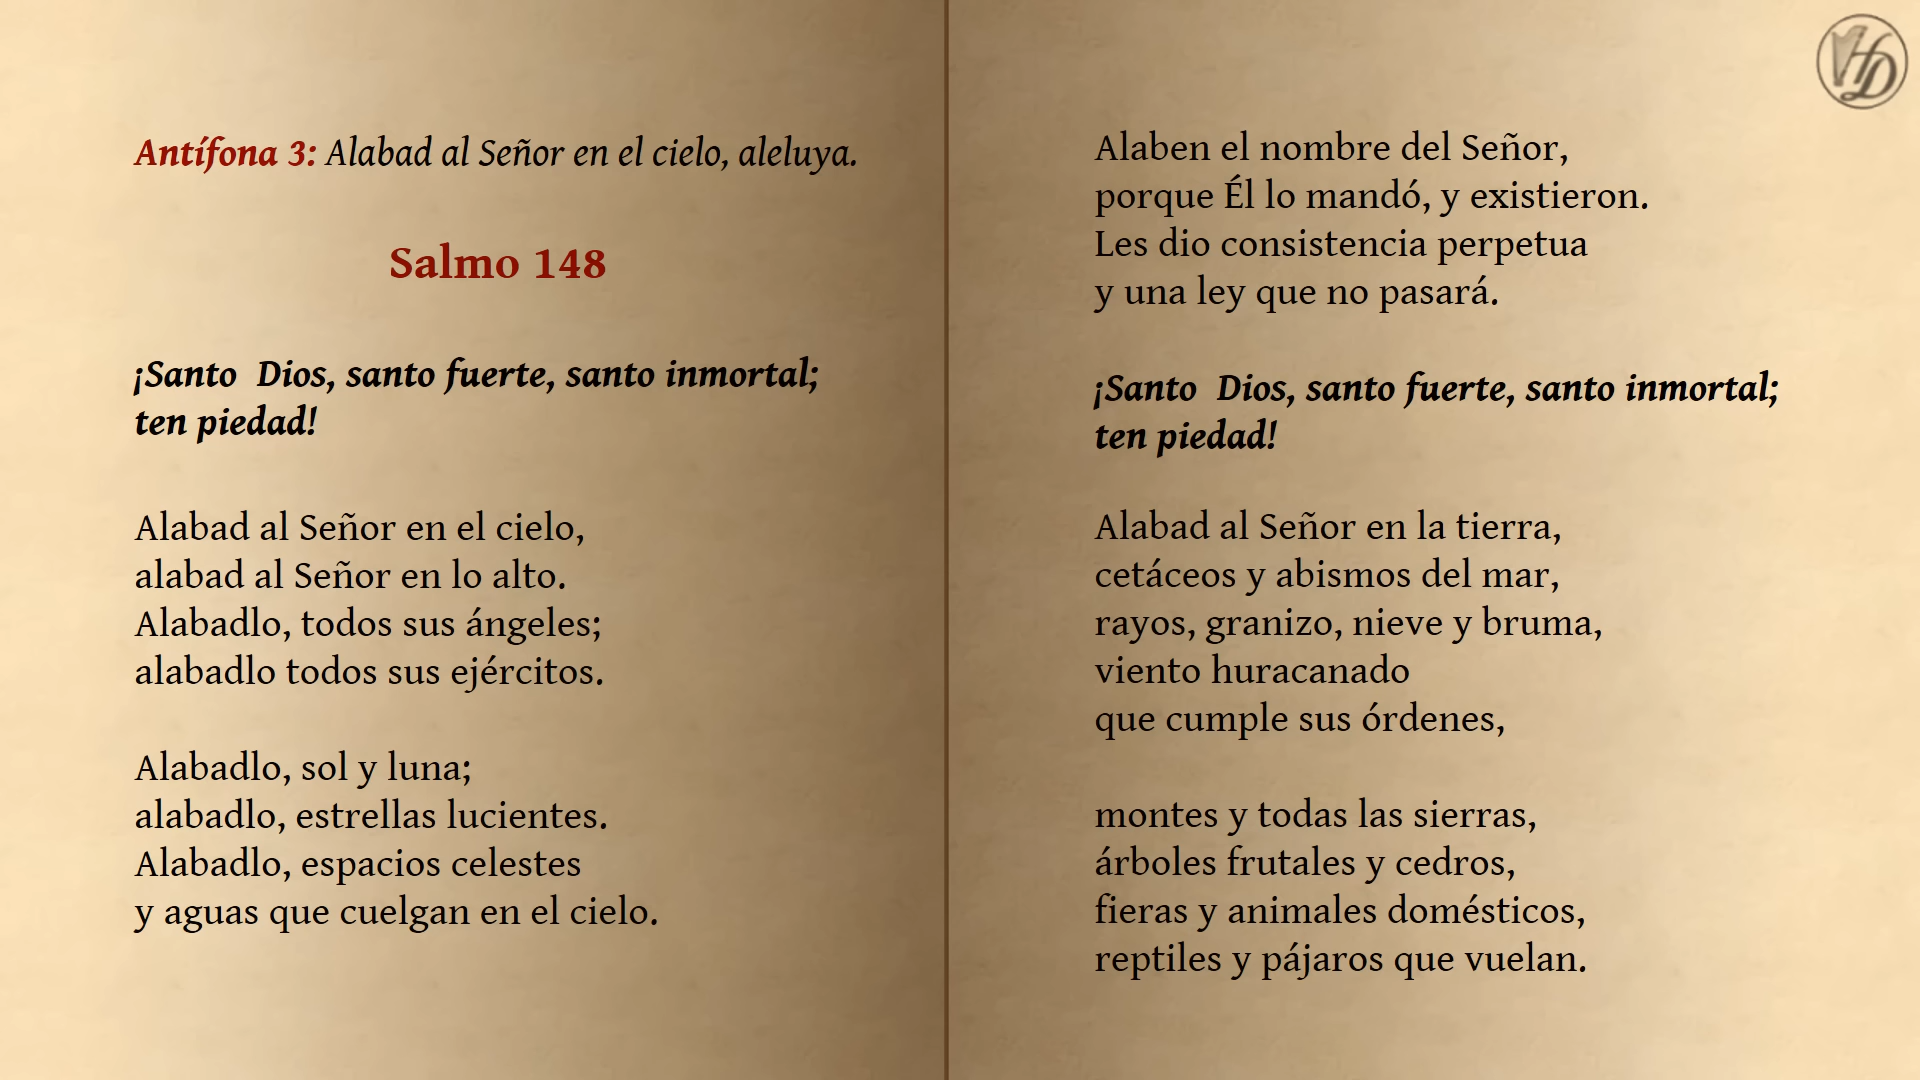 Antífona 3: Alabad al Señor en el cielo, aleluya.
Salmo 148
¡Santo  Dios, santo fuerte, santo inmortal;
ten piedad!
Alabad al Señor en el cielo,
alabad al Señor en lo alto.
Alabadlo, todos sus ángeles;
alabadlo todos sus ejércitos.
Alabadlo, sol y luna;
alabadlo, estrellas lucientes.
Alabadlo, espacios celestes
y aguas que cuelgan en el cielo.
HD
Alaben el nombre del Señor,
porque Él lo mandó, y existieron.
Les dio consistencia perpetua
y una ley que no pasará.
¡Santo  Dios, santo fuerte, santo inmortal;
ten piedad!
Alabad al Señor en la tierra,
cetáceos y abismos del mar,
rayos, granizo, nieve y bruma,
viento huracanado
que cumple sus órdenes,
montes y todas las sierras,
árboles frutales y cedros,
fieras y animales domésticos,
reptiles y pájaros que vuelan.